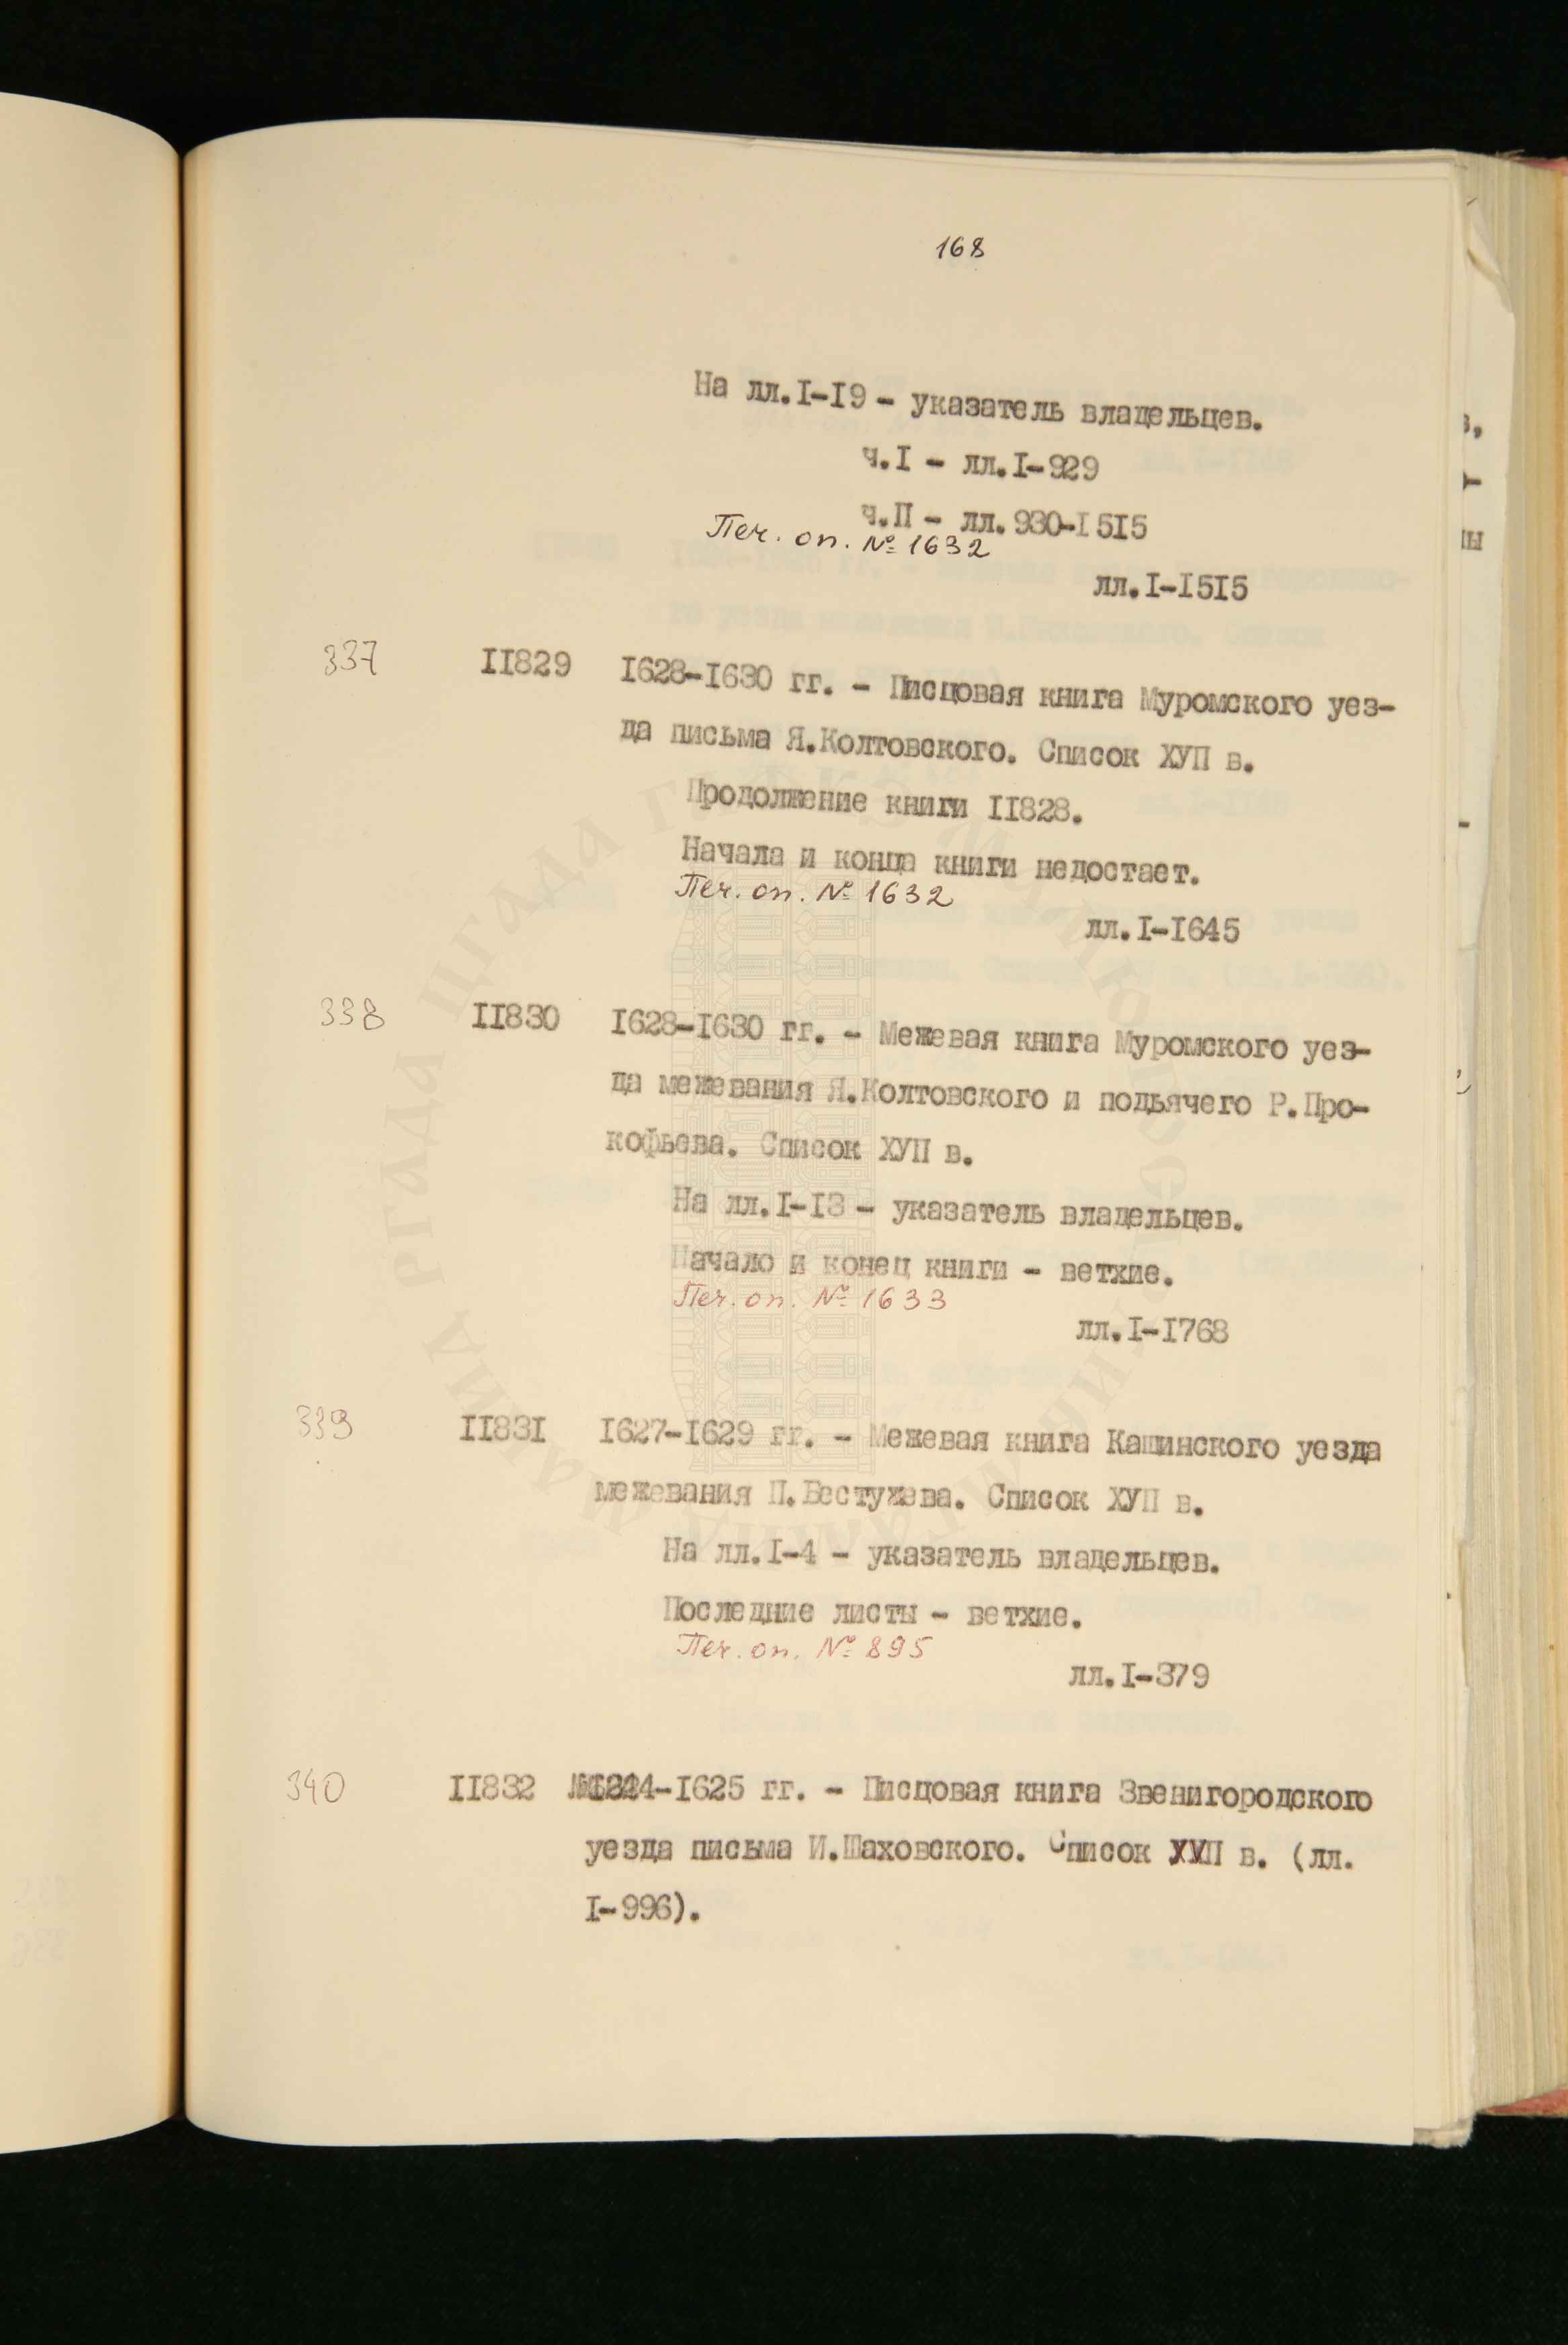 168
На лл.I-I9 - указатель владельцев.
ч.I - лл.I-929
ч.П - лл.930-I5I5
Печ. оп. № 1632
лл.I-I5I5
337 II829 I628-I630 гг. - Писцовая книга Муромского уез-
да письма Я.Колтовского. Список ХУП в.
Продолжение книги II828.
Начала и конца книги недостает.
Печ. оп. № 1632
лл.I-I645
338 II830 I628-I630 гг. - Межевая книга Муромского уез-
да межевания Я.Колтовского и подьячего Р.Про-
кофьева. Список ХУП в.
На лл.I-I3 - указатель владельцев.
Начало и конец книги - ветхие.
Печ. оп. № 1633
лл.I-I768
339 II83I I627-I629 гг. - Межевая книга Кашинского уезда
межевания П.Бестужева. Список ХУП в.
На лл.I-4 - указатель владельцев.
Последние листы - ветхие.
Печ. оп. № 895
лл.I-379
340 II832 -I625 гг. - Писцовая книга Звенигородского
уезда письма И.Шаховского. Список ХУП в. (лл.
I-996).